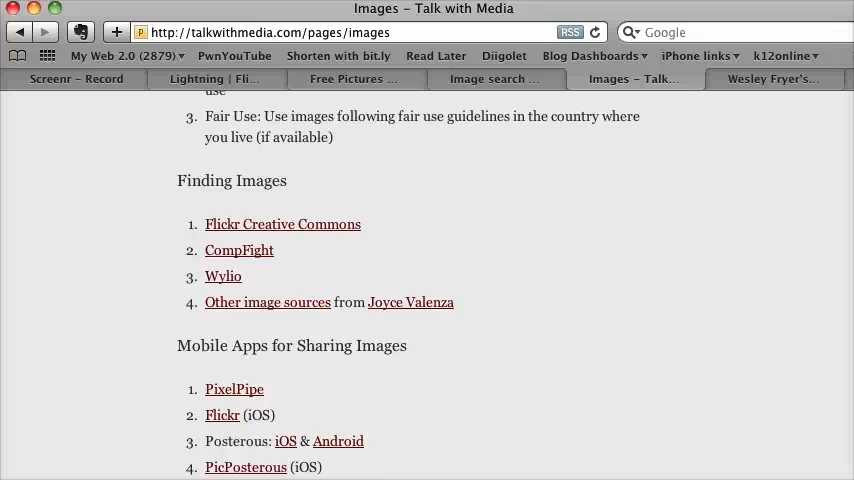 Images – Talk with Media
http://talkwithmedia.com/pages/images
RSS
Google
My Web 2.0 (2879) PwnYouTube Shorten with bit.ly Read Later Diigolet Blog Dashboards iPhone links k12online
Screenr – Record Lightning | Fli... Free Pictures ... Image search ... Images – Talk... Wesley Fryer's...
use
3. Fair Use: Use images following fair use guidelines in the country where
you live (if available)
Finding Images
1. Flickr Creative Commons
2. CompFight
3. Wylio
4. Other image sources from Joyce Valenza
Mobile Apps for Sharing Images
1. PixelPipe
2. Flickr (iOS)
3. Posterous: iOS & Android
4. PicPosterous (iOS)